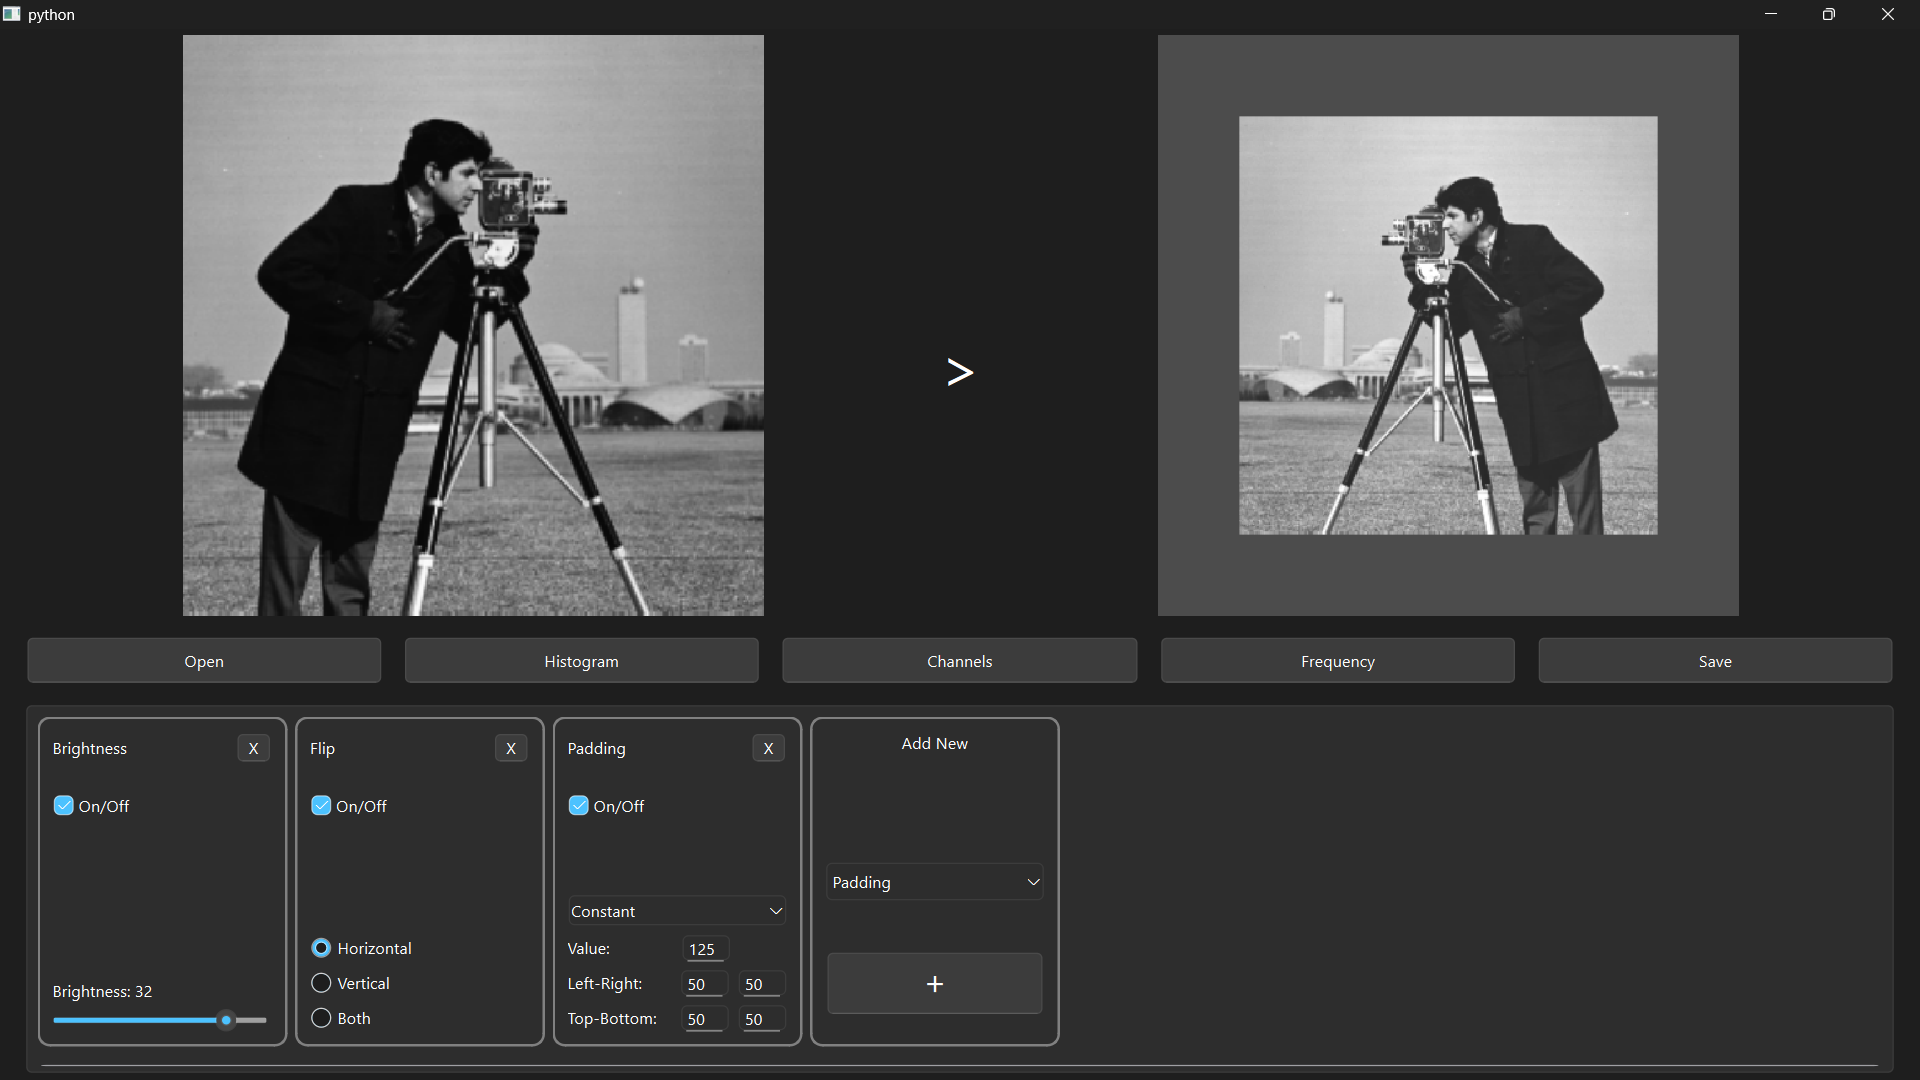 python
>
Open
Histogram
Channels
Frequency
Save
Brightness
X
On/Off
Brightness: 32
Flip
X
On/Off
Horizontal
Vertical
Both
Padding
X
On/Off
Constant
Value: 125
Left-Right: 50 50
Top-Bottom: 50 50
Add New
Padding
+